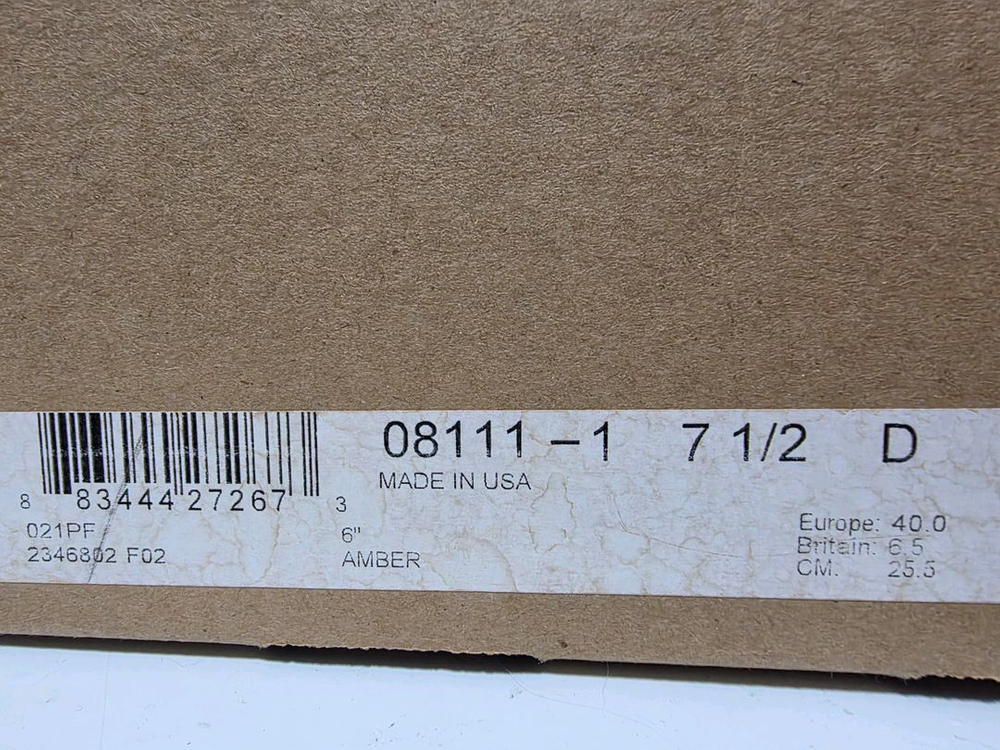 08111 – 1 7 1/2 D
MADE IN USA
8 83444 27267 3
021PF
2346802 F02
6"
AMBER
Europe: 40.0
Britain: 6.5
CM. 25.5